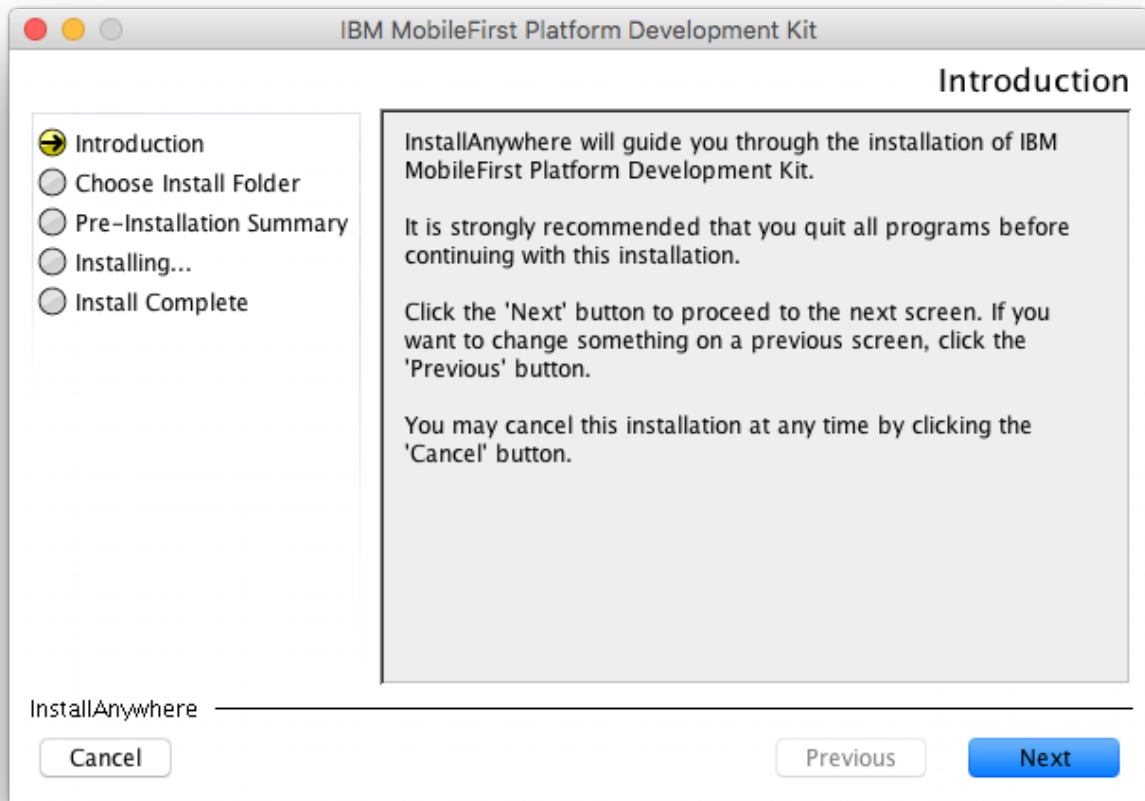 IBM MobileFirst Platform Development Kit
Introduction
Introduction
Choose Install Folder
Pre-Installation Summary
Installing...
Install Complete
InstallAnywhere will guide you through the installation of IBM
MobileFirst Platform Development Kit.
It is strongly recommended that you quit all programs before
continuing with this installation.
Click the 'Next' button to proceed to the next screen. If you
want to change something on a previous screen, click the
'Previous' button.
You may cancel this installation at any time by clicking the
'Cancel' button.
InstallAnywhere
Cancel
Previous
Next